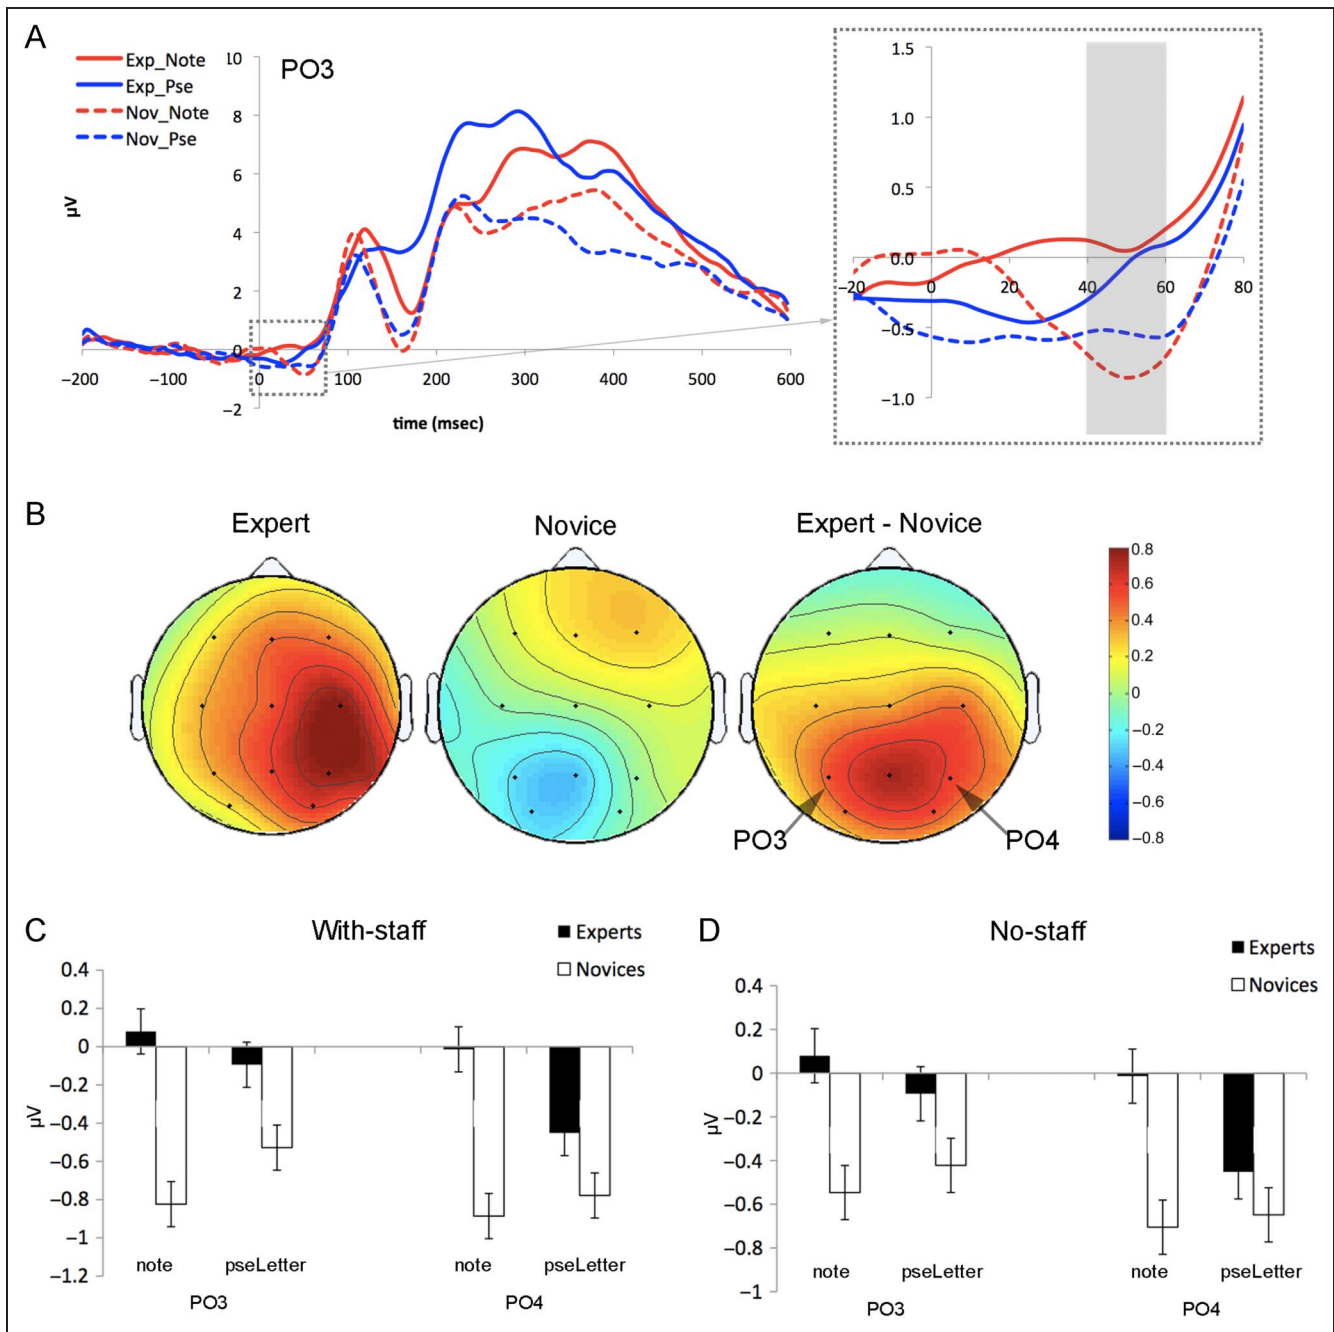 A
Exp_Note
Exp_Pse
Nov_Note
Nov_Pse
PO3
10
8
6
4
2
0
−2
µV
−200
−100
0
100
200
300
400
500
600
time (msec)
1.5
1.0
0.5
0.0
−0.5
−1.0
−20
0
20
40
60
80
B
Expert
Novice
Expert - Novice
PO3
PO4
0.8
0.6
0.4
0.2
0
−0.2
−0.4
−0.6
−0.8
C
With-staff
Experts
Novices
0.4
0.2
0
−0.2
−0.4
−0.6
−0.8
−1
−1.2
µV
note
pseLetter
note
pseLetter
PO3
PO4
D
No-staff
Experts
Novices
0.4
0.2
0
−0.2
−0.4
−0.6
−0.8
−1
µV
note
pseLetter
note
pseLetter
PO3
PO4